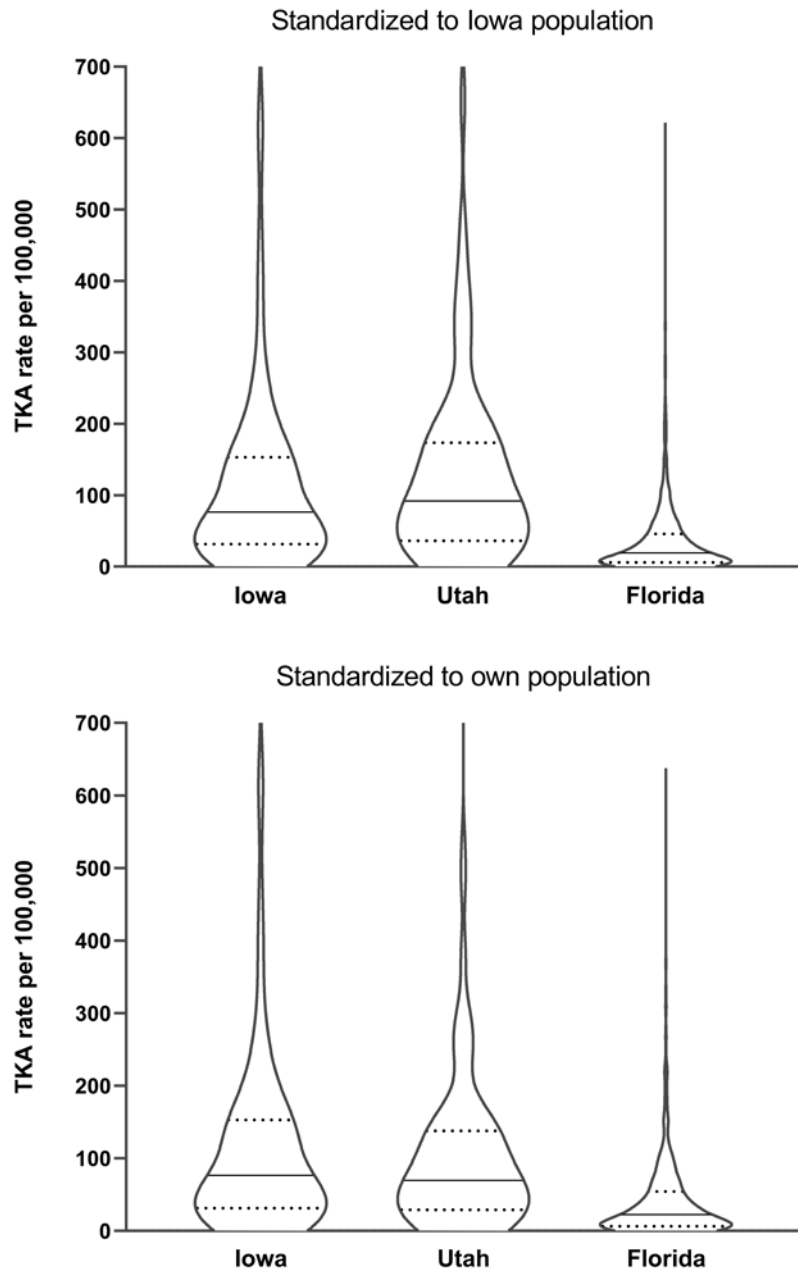 Standardized to Iowa population
TKA rate per 100,000
700
600
500
400
300
200
100
0
Iowa Utah Florida
Standardized to own population
TKA rate per 100,000
700
600
500
400
300
200
100
0
Iowa Utah Florida